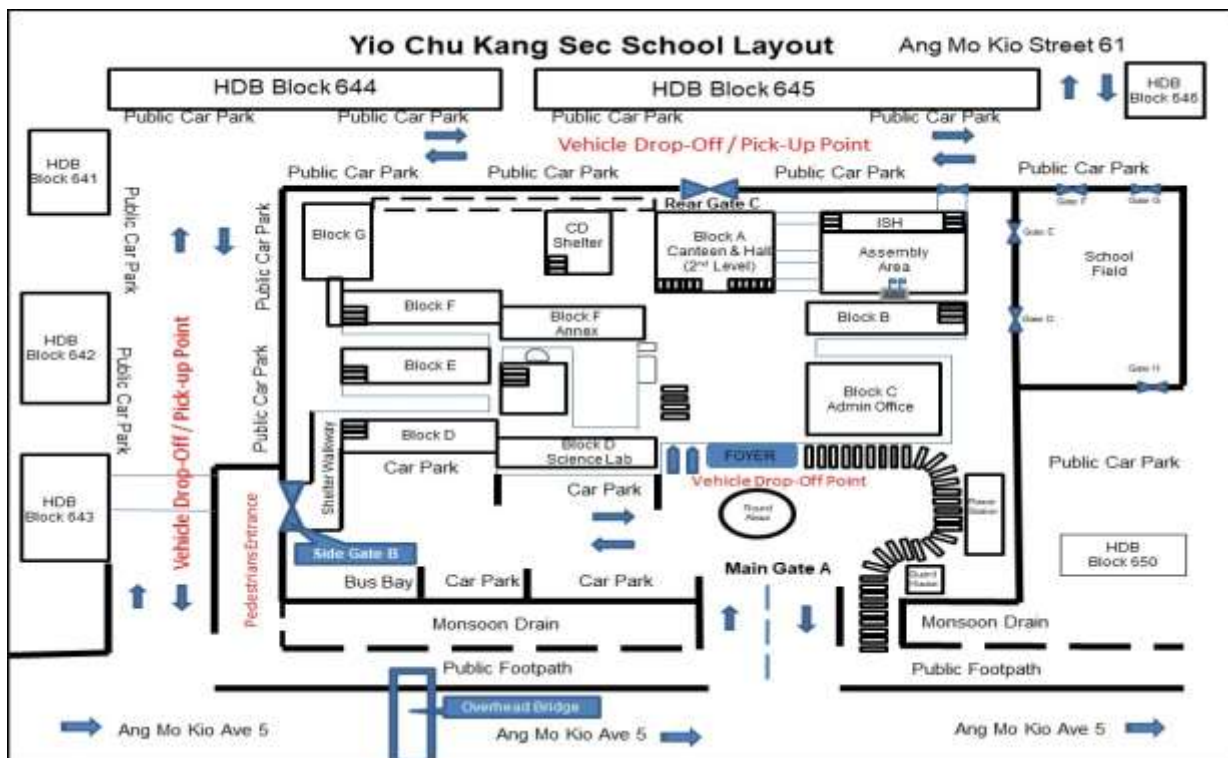 Yio Chu Kang Sec School Layout
Ang Mo Kio Street 61
HDB Block 644
HDB Block 645
HDB
Block 646
Public Car Park
Public Car Park
Public Car Park
Public Car Park
Vehicle Drop-Off / Pick-Up Point
HDB
Block 641
Public Car Park
Public Car Park
Public Car Park
Public Car Park
Public Car Park
Public Car Park
Rear Gate C
Gate F
Gate G
Block G
CD
Shelter
Block A
Canteen & Hall
(2nd Level)
ISH
Assembly
Area
Gate E
School
Field
HDB
Block 642
Vehicle Drop-Off / Pick-up Point
Public Car Park
Public Car Park
Block F
Block F
Annex
Block B
Gate D
Block E
Block C
Admin Office
Gate H
Block D
Block D
Science Lab
Shelter Walkway
Car Park
Car Park
FOYER
Vehicle Drop-Off Point
Public Car Park
HDB
Block 643
Pedestrians Entrance
Side Gate B
Main Gate A
Guard
House
HDB
Block 650
Bus Bay
Car Park
Car Park
Monsoon Drain
Monsoon Drain
Public Footpath
Public Footpath
Overhead Bridge
Ang Mo Kio Ave 5
Ang Mo Kio Ave 5
Ang Mo Kio Ave 5